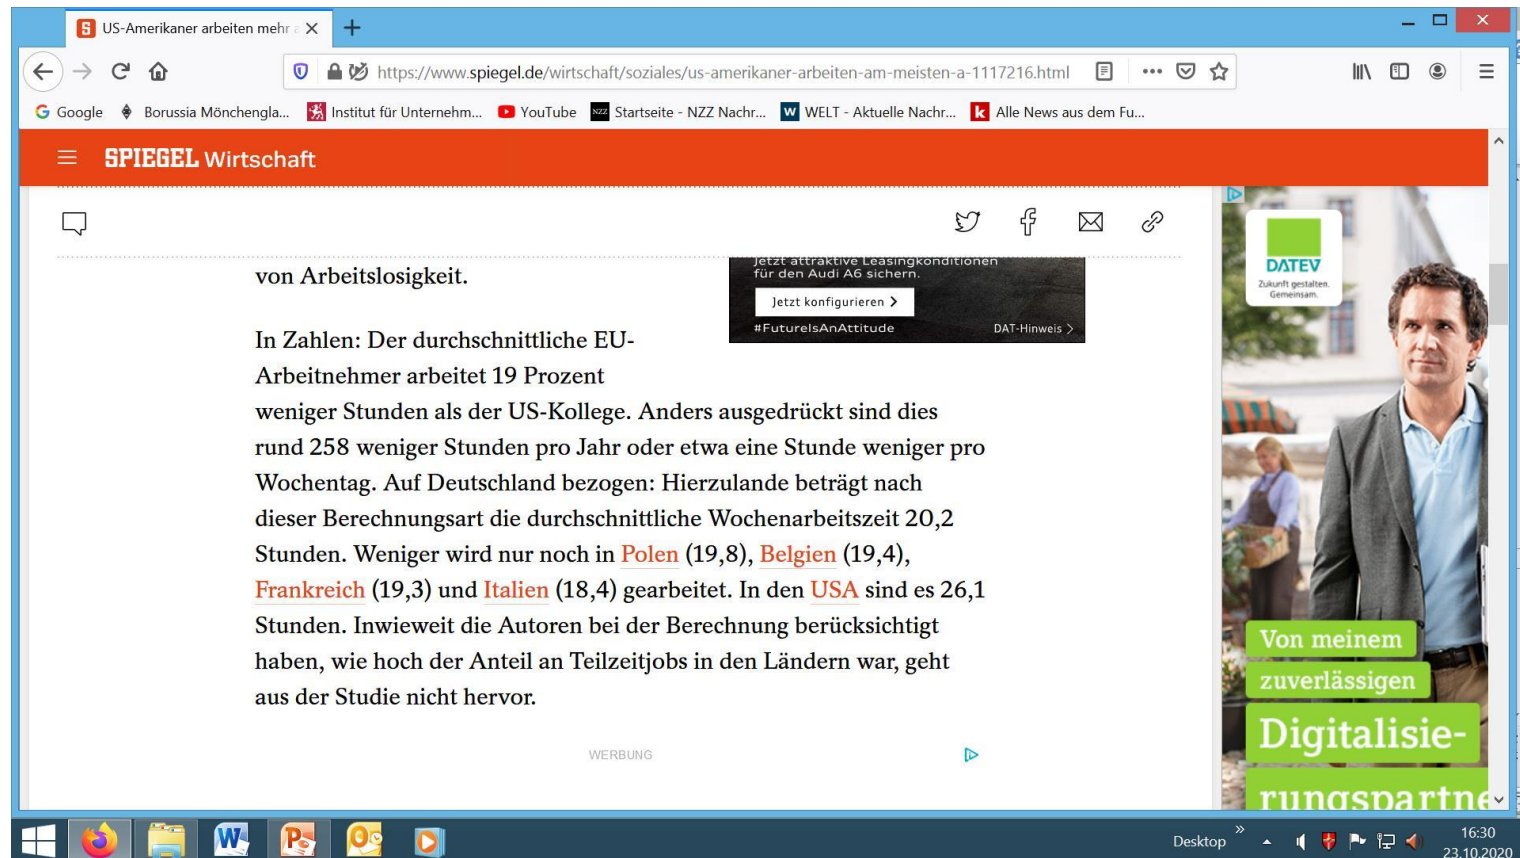 US-Amerikaner arbeiten mehr a
https://www.spiegel.de/wirtschaft/soziales/us-amerikaner-arbeiten-am-meisten-a-1117216.html
Google Borussia Mönchengla... Institut für Unternehm... YouTube Startseite - NZZ Nachr... WELT - Aktuelle Nachr... Alle News aus dem Fu...
SPIEGEL Wirtschaft
Jetzt attraktive Leasingkonditionen
für den Audi A6 sichern.
Jetzt konfigurieren
#FutureIsAnAttitude DAT-Hinweis
von Arbeitslosigkeit.
In Zahlen: Der durchschnittliche EU-
Arbeitnehmer arbeitet 19 Prozent
weniger Stunden als der US-Kollege. Anders ausgedrückt sind dies
rund 258 weniger Stunden pro Jahr oder etwa eine Stunde weniger pro
Wochentag. Auf Deutschland bezogen: Hierzulande beträgt nach
dieser Berechnungsart die durchschnittliche Wochenarbeitszeit 20,2
Stunden. Weniger wird nur noch in Polen (19,8), Belgien (19,4),
Frankreich (19,3) und Italien (18,4) gearbeitet. In den USA sind es 26,1
Stunden. Inwieweit die Autoren bei der Berechnung berücksichtigt
haben, wie hoch der Anteil an Teilzeitjobs in den Ländern war, geht
aus der Studie nicht hervor.
WERBUNG
DATEV
Zukunft gestalten.
Gemeinsam.
Von meinem
zuverlässigen
Digitalisie-
rungspartne
Desktop
16:30
23.10.2020